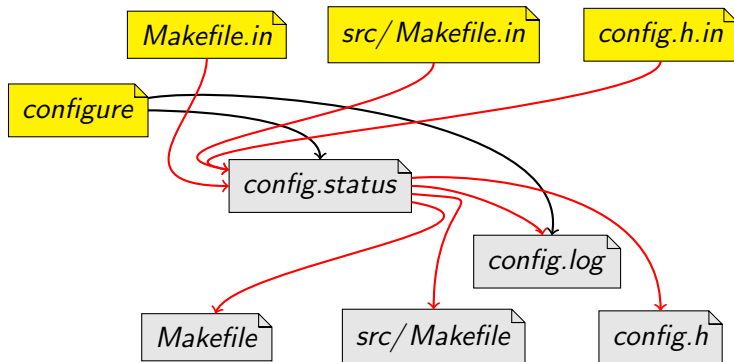 Makefile.in
src/Makefile.in
config.h.in
configure
config.status
config.log
Makefile
src/Makefile
config.h